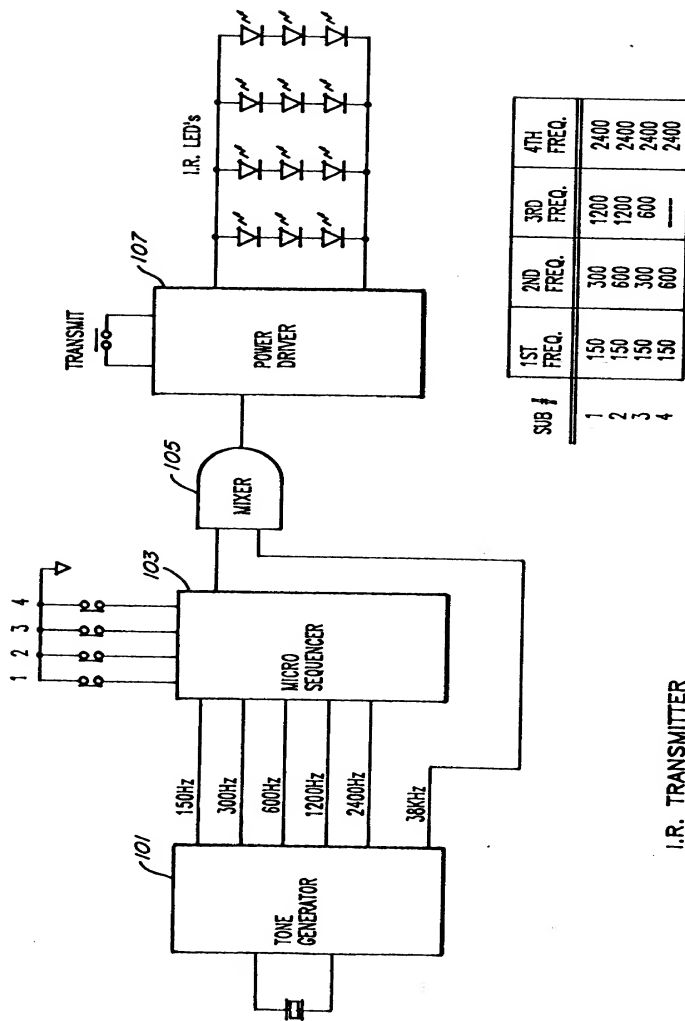 1 2 3 4
TRANSMIT
I.R. LED's
101
TONE
GENERATOR
150Hz
300Hz
600Hz
1200Hz
2400Hz
38KHz
103
MICRO
SEQUENCER
105
MIXER
107
POWER
DRIVER
SUB # 1ST FREQ. 2ND FREQ. 3RD FREQ. 4TH FREQ.
1 150 300 1200 2400
2 150 600 1200 2400
3 150 300 600 2400
4 150 600 --- 2400
I.R. TRANSMITTER